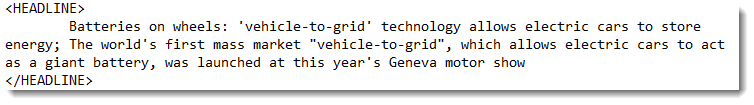 <HEADLINE>
Batteries on wheels: 'vehicle-to-grid' technology allows electric cars to store
energy; The world's first mass market "vehicle-to-grid", which allows electric cars to act
as a giant battery, was launched at this year's Geneva motor show
</HEADLINE>